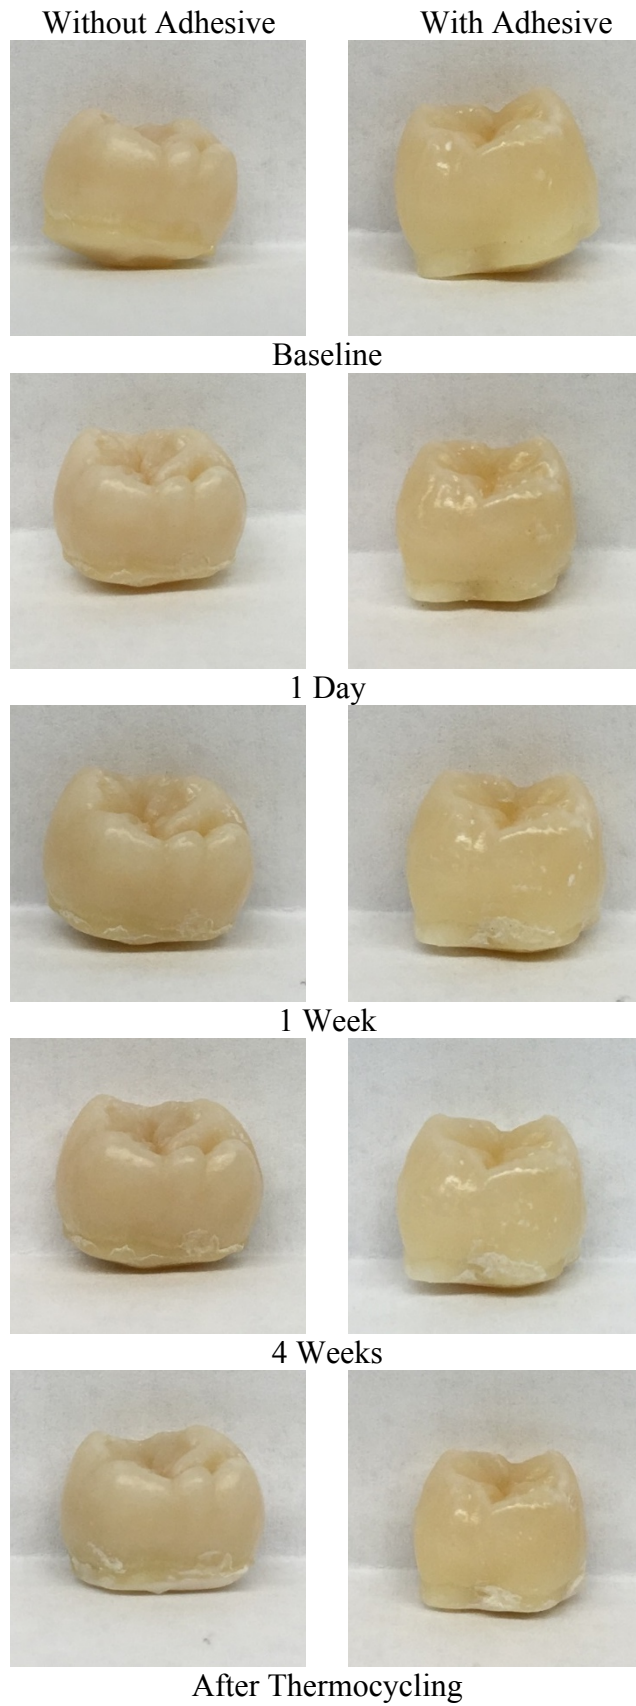 Without Adhesive With Adhesive
Baseline
1 Day
1 Week
4 Weeks
After Thermocycling